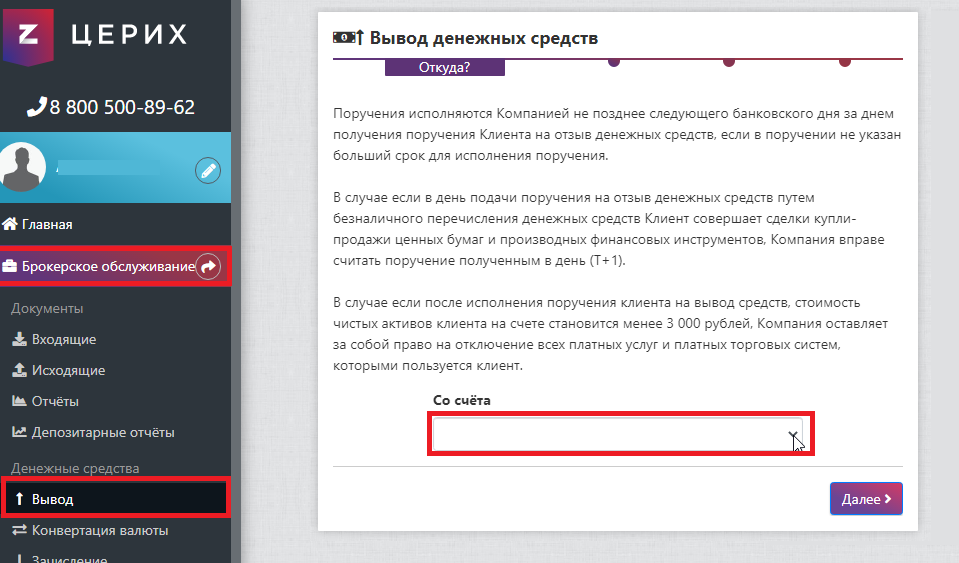 Z ЦЕРИХ
8 800 500-89-62
Главная
Брокерское обслуживание
Документы
Входящие
Исходящие
Отчёты
Депозитарные отчёты
Денежные средства
Вывод
Конвертация валюты
Зачисление
Вывод денежных средств
Откуда?
Поручения исполняются Компанией не позднее следующего банковского дня за днем
получения поручения Клиента на отзыв денежных средств, если в поручении не указан
больший срок для исполнения поручения.
В случае если в день подачи поручения на отзыв денежных средств путем
безналичного перечисления денежных средств Клиент совершает сделки купли-
продажи ценных бумаг и производных финансовых инструментов, Компания вправе
считать поручение полученным в день (Т+1).
В случае если после исполнения поручения клиента на вывод средств, стоимость
чистых активов клиента на счете становится менее 3 000 рублей, Компания оставляет
за собой право на отключение всех платных услуг и платных торговых систем,
которыми пользуется клиент.
Со счёта
Далее